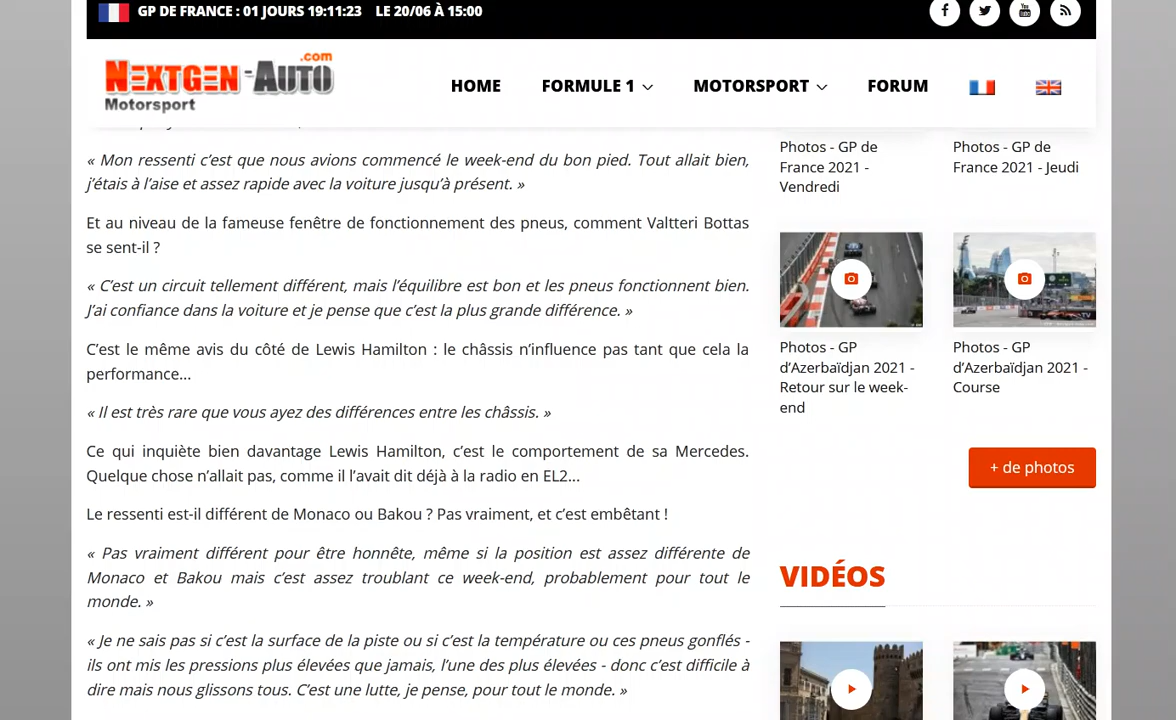 GP DE FRANCE : 01 JOURS 19:11:23 LE 20/06 À 15:00
NEXTGEN-AUTO.com
Motorsport
HOME FORMULE 1 MOTORSPORT FORUM
« Mon ressenti c’est que nous avions commencé le week-end du bon pied. Tout allait bien,
j’étais à l’aise et assez rapide avec la voiture jusqu’à présent. »
Et au niveau de la fameuse fenêtre de fonctionnement des pneus, comment Valtteri Bottas
se sent-il ?
« C’est un circuit tellement différent, mais l’équilibre est bon et les pneus fonctionnent bien.
J’ai confiance dans la voiture et je pense que c’est la plus grande différence. »
C’est le même avis du côté de Lewis Hamilton : le châssis n’influence pas tant que cela la
performance...
« Il est très rare que vous ayez des différences entre les châssis. »
Ce qui inquiète bien davantage Lewis Hamilton, c’est le comportement de sa Mercedes.
Quelque chose n’allait pas, comme il l’avait dit déjà à la radio en EL2...
Le ressenti est-il différent de Monaco ou Bakou ? Pas vraiment, et c’est embêtant !
« Pas vraiment différent pour être honnête, même si la position est assez différente de
Monaco et Bakou mais c’est assez troublant ce week-end, probablement pour tout le
monde. »
« Je ne sais pas si c’est la surface de la piste ou si c’est la température ou ces pneus gonflés -
ils ont mis les pressions plus élevées que jamais, l’une des plus élevées - donc c’est difficile à
dire mais nous glissons tous. C’est une lutte, je pense, pour tout le monde. »
Photos - GP de
France 2021 -
Vendredi
Photos - GP de
France 2021 - Jeudi
Photos - GP
d’Azerbaïdjan 2021 -
Retour sur le week-
end
Photos - GP
d’Azerbaïdjan 2021 -
Course
+ de photos
VIDÉOS